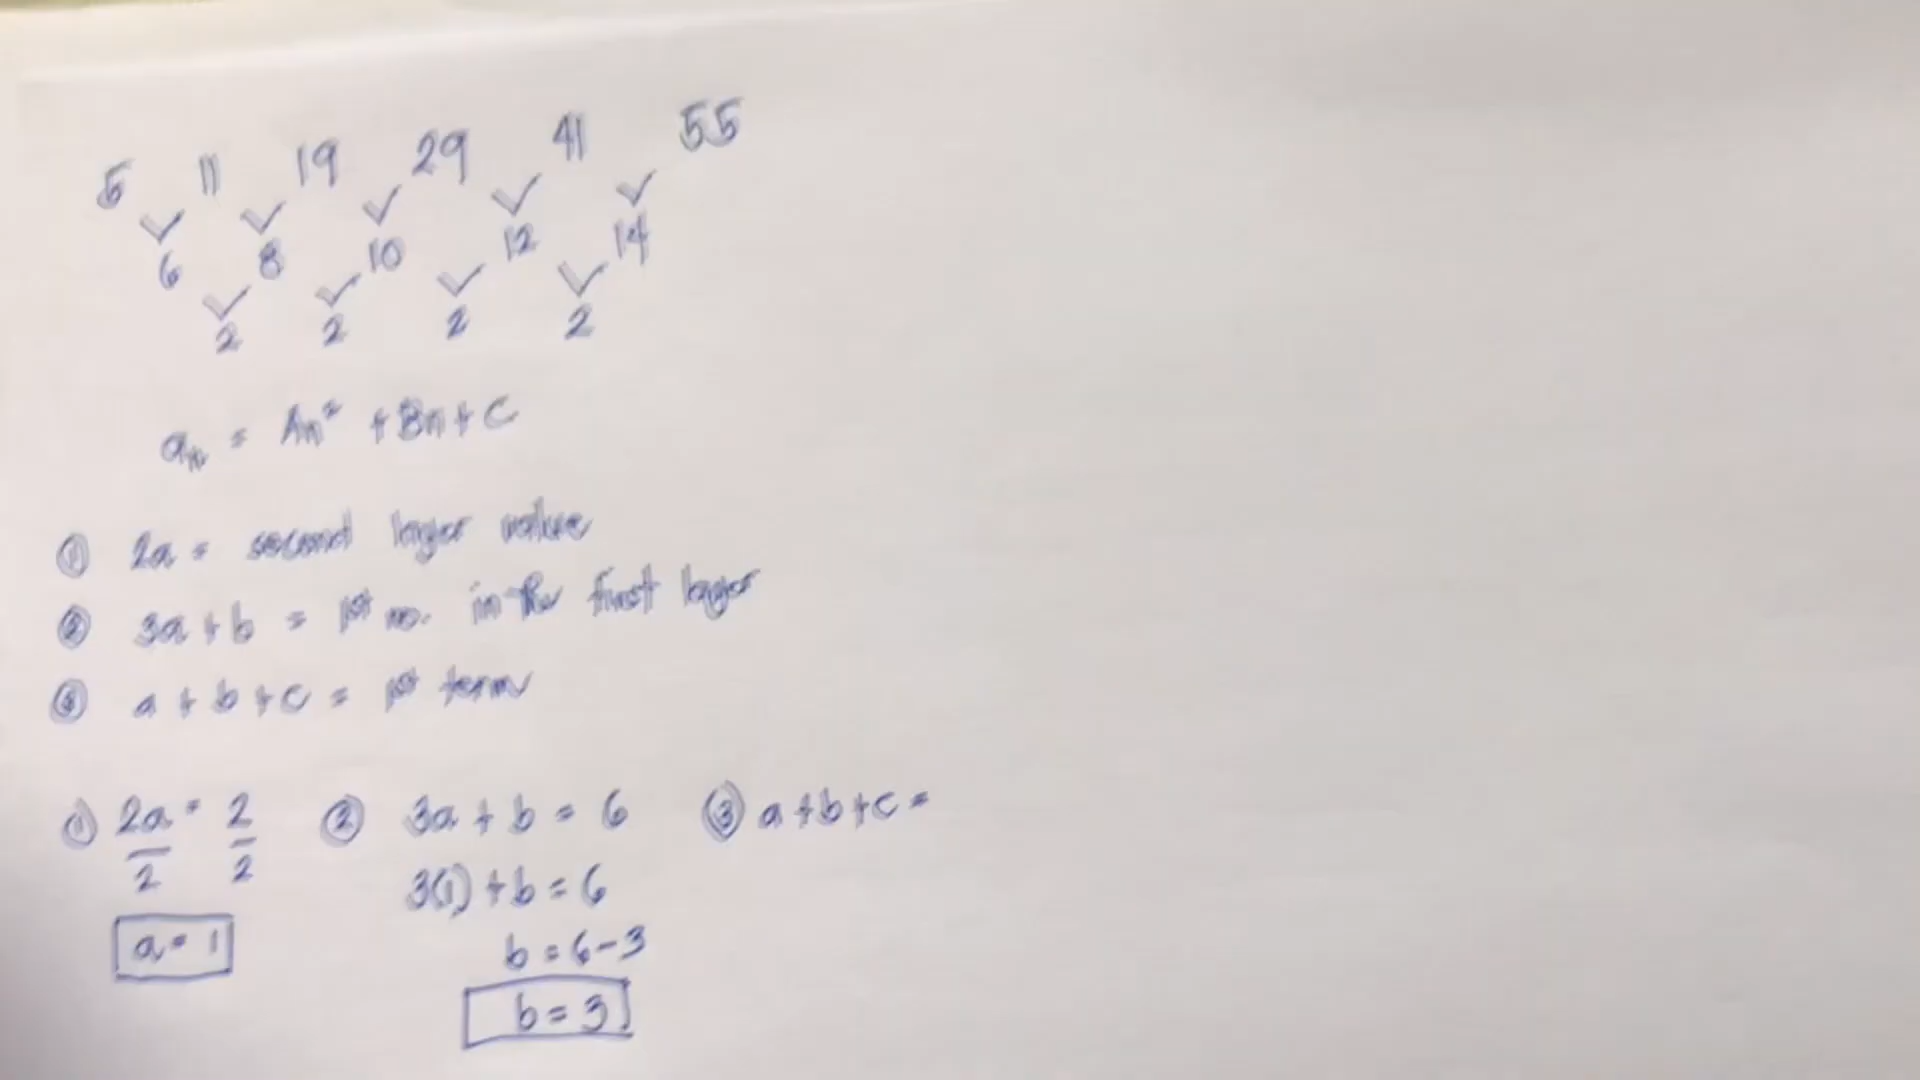 5 11 19 29 41 55
6 8 10 12 14
2 2 2 2
aₙ = An² + Bn + C
① 2a = second layer value
② 3a + b = 1st no. in the first layer
③ a + b + c = 1st term
① 2a = 2 ② 3a + b = 6 ③ a + b + c =
2 2 3(1) + b = 6
a = 1 b = 6 - 3
b = 3